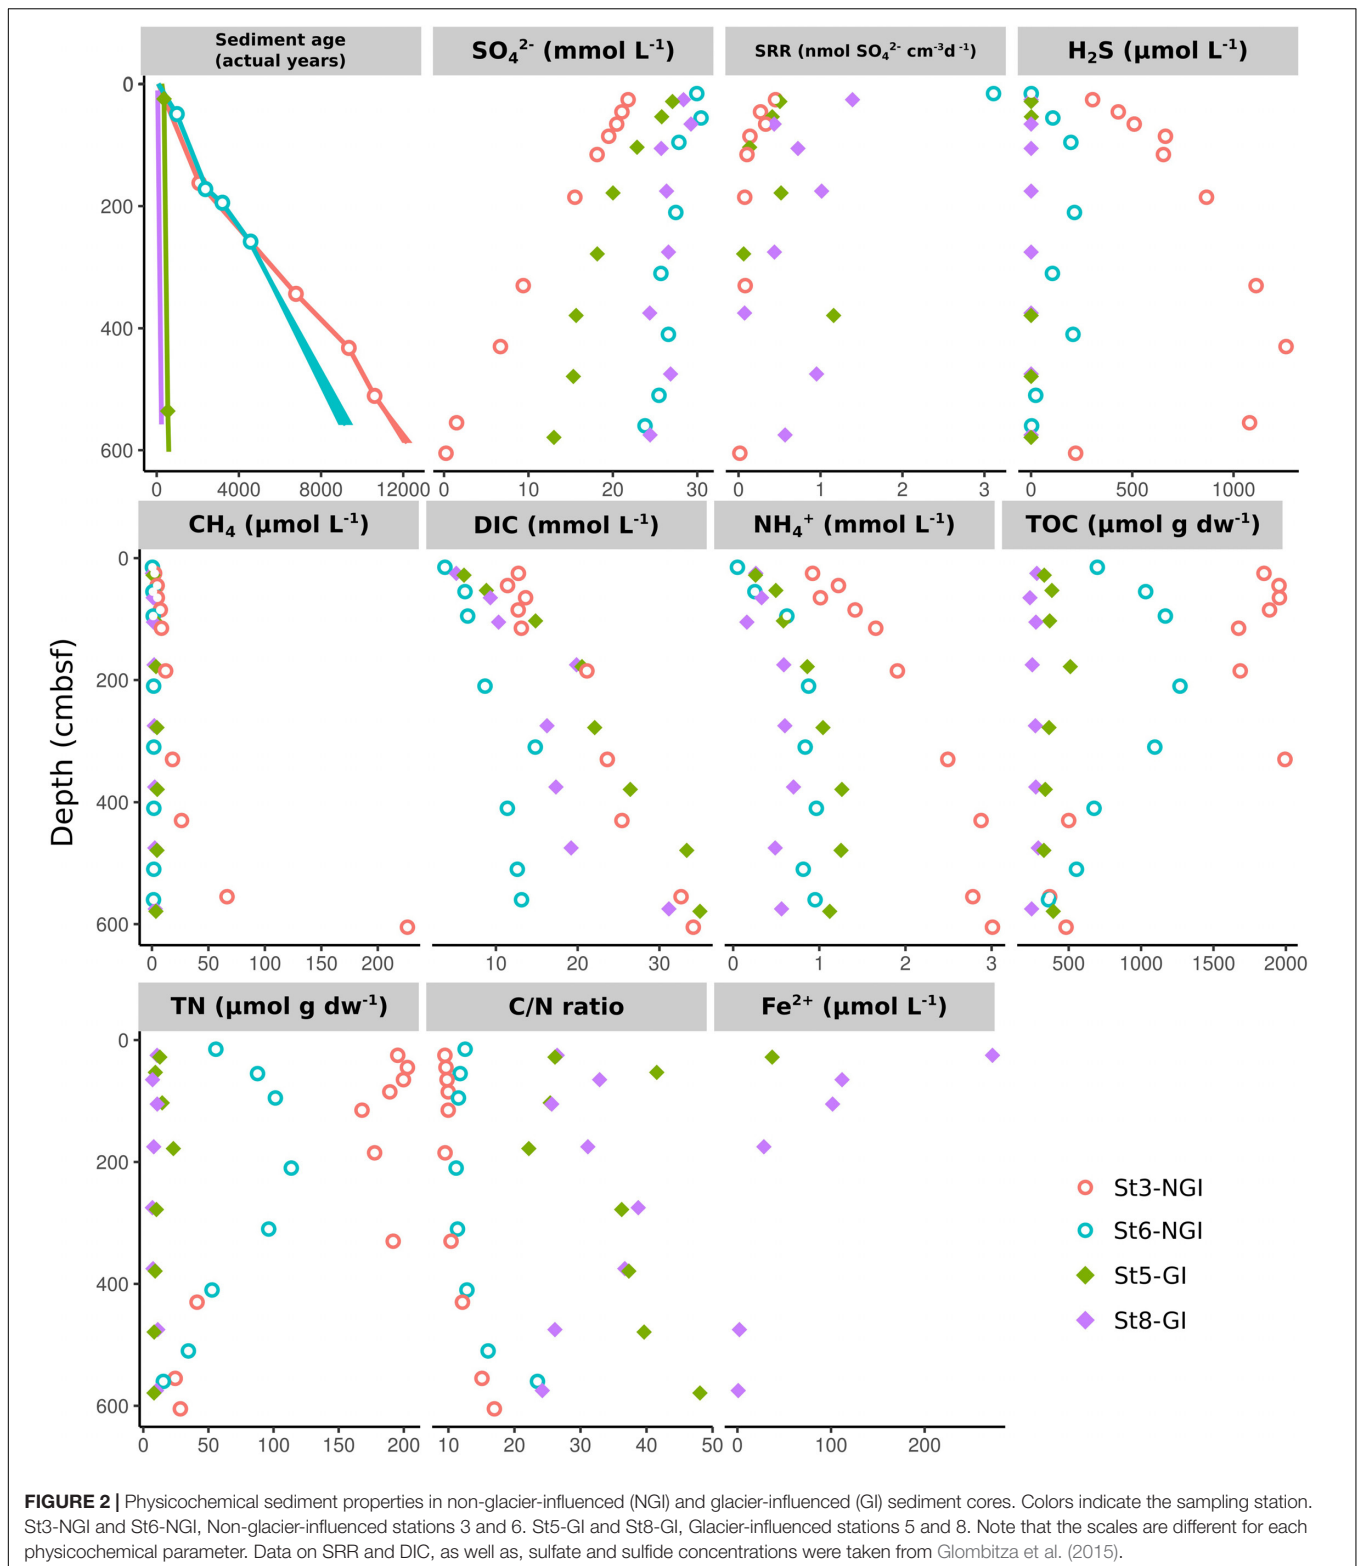 Sediment age
(actual years)
SO₄²⁻ (mmol L⁻¹)
SRR (nmol SO₄²⁻ cm⁻³d⁻¹)
H₂S (µmol L⁻¹)
0
200
400
600
0 4000 8000 12000
0 10 20 30
0 1 2 3
0 500 1000
CH₄ (µmol L⁻¹)
DIC (mmol L⁻¹)
NH₄⁺ (mmol L⁻¹)
TOC (µmol g dw⁻¹)
Depth (cmbsf)
0
200
400
600
0 50 100 150 200
10 20 30
0 1 2 3
500 1000 1500 2000
TN (µmol g dw⁻¹)
C/N ratio
Fe²⁺ (µmol L⁻¹)
0
200
400
600
0 50 100 150 200
10 20 30 40 50
0 100 200
St3-NGI
St6-NGI
St5-GI
St8-GI
FIGURE 2 | Physicochemical sediment properties in non-glacier-influenced (NGI) and glacier-influenced (GI) sediment cores. Colors indicate the sampling station.
St3-NGI and St6-NGI, Non-glacier-influenced stations 3 and 6. St5-GI and St8-GI, Glacier-influenced stations 5 and 8. Note that the scales are different for each
physicochemical parameter. Data on SRR and DIC, as well as, sulfate and sulfide concentrations were taken from Glombitza et al. (2015).